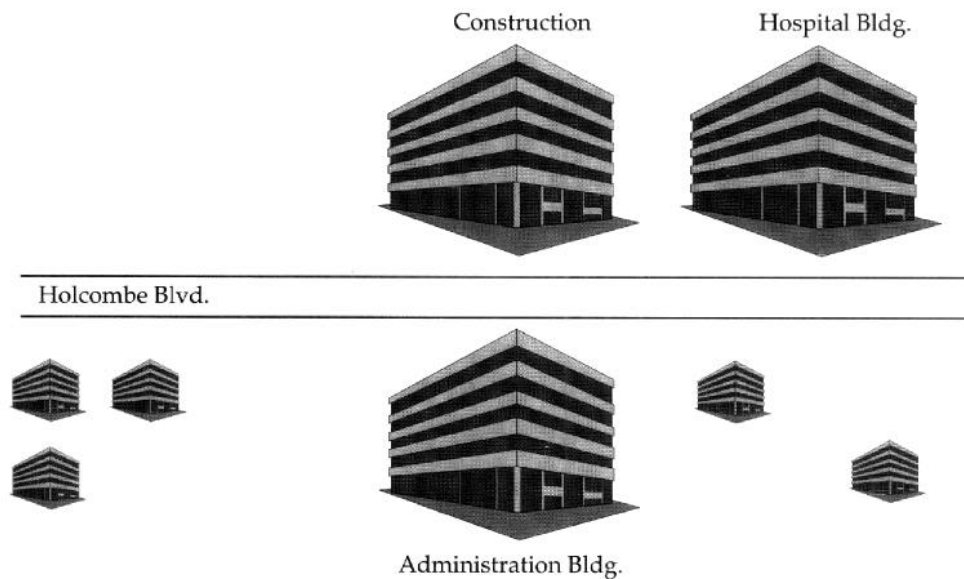 Construction
Hospital Bldg.
Holcombe Blvd.
Administration Bldg.